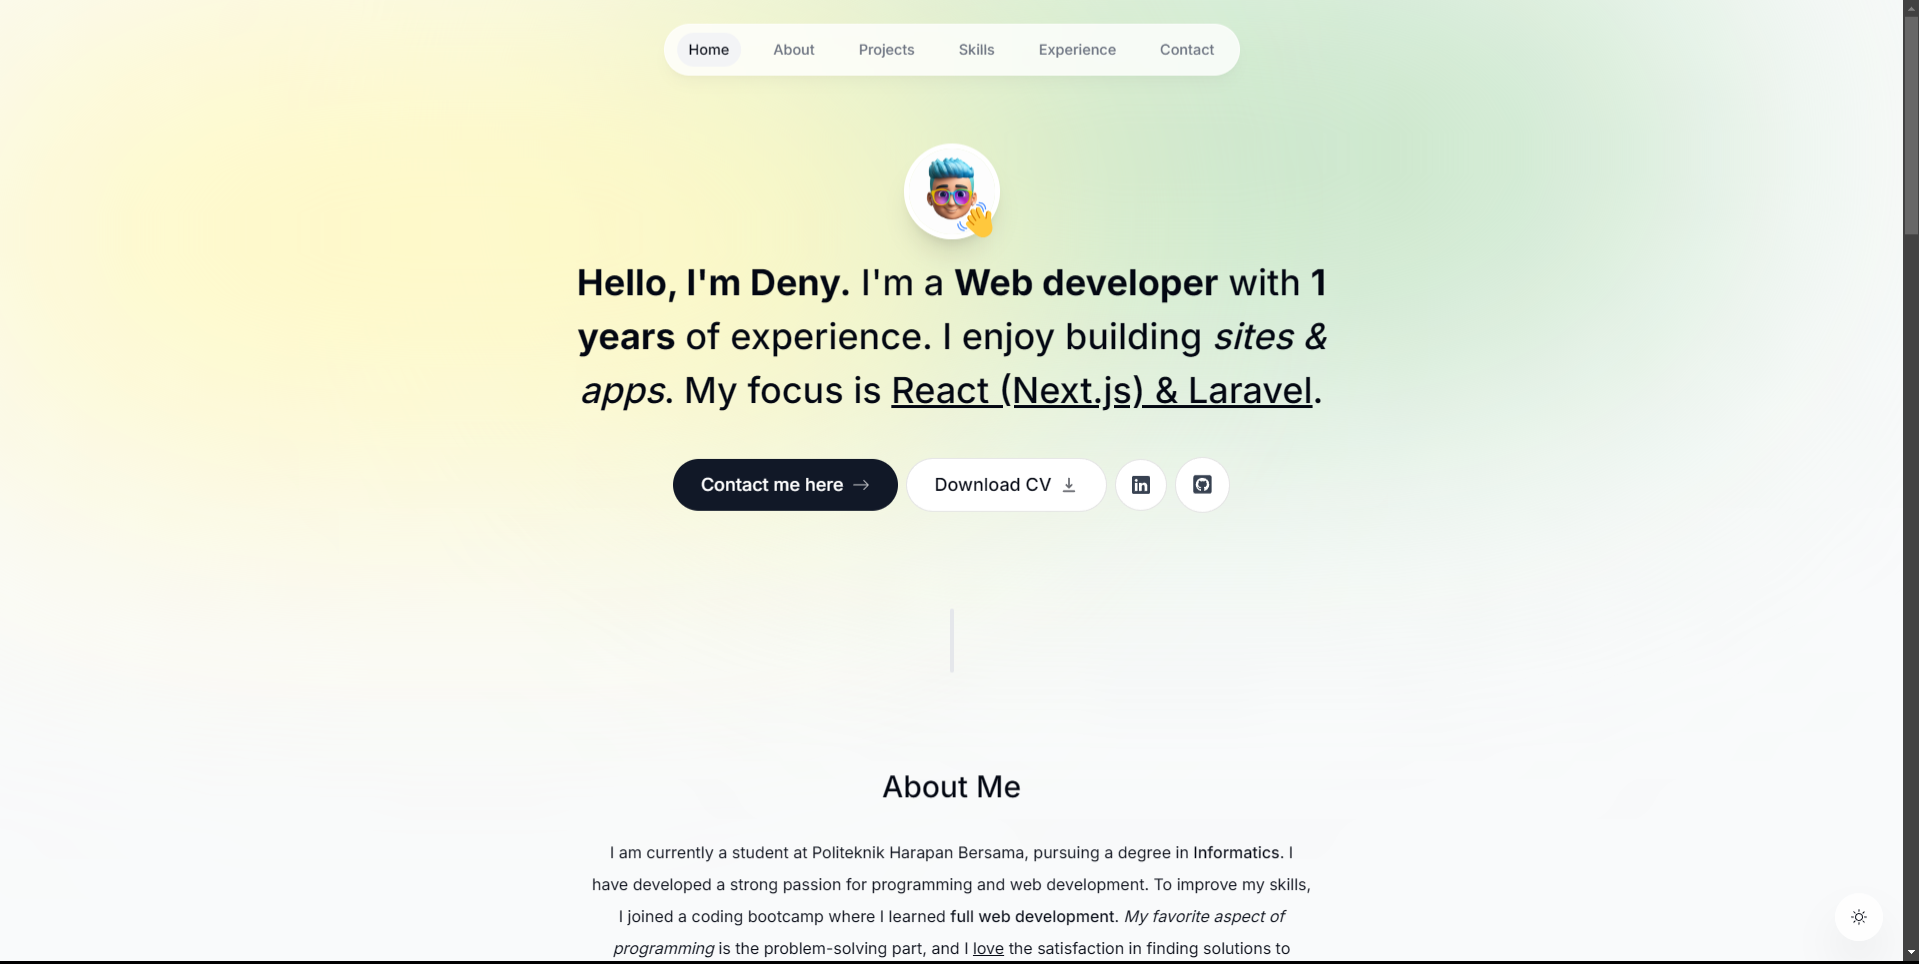 Home About Projects Skills Experience Contact
Hello, I'm Deny. I'm a Web developer with 1
years of experience. I enjoy building sites &
apps. My focus is React (Next.js) & Laravel.
Contact me here → Download CV in
About Me
I am currently a student at Politeknik Harapan Bersama, pursuing a degree in Informatics. I
have developed a strong passion for programming and web development. To improve my skills,
I joined a coding bootcamp where I learned full web development. My favorite aspect of
programming is the problem-solving part, and I love the satisfaction in finding solutions to